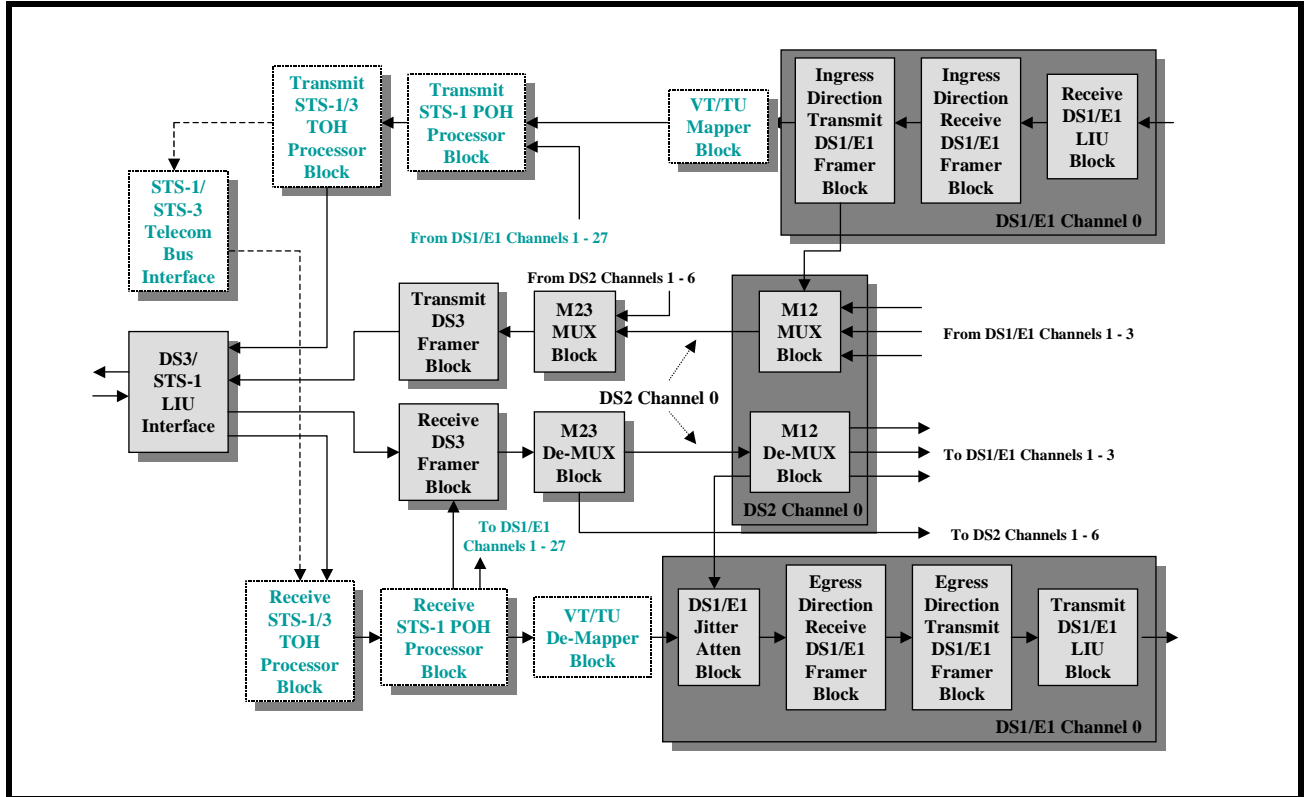 Transmit
STS-1/3
TOH
Processor
Block
Transmit
STS-1 POH
Processor
Block
VT/TU
Mapper
Block
Ingress
Direction
Transmit
DS1/E1
Framer
Block
Ingress
Direction
Receive
DS1/E1
Framer
Block
Receive
DS1/E1
LIU
Block
DS1/E1 Channel 0
STS-1/
STS-3
Telecom
Bus
Interface
From DS1/E1 Channels 1 - 27
From DS2 Channels 1 - 6
Transmit
DS3
Framer
Block
M23
MUX
Block
M12
MUX
Block
From DS1/E1 Channels 1 - 3
DS3/
STS-1
LIU
Interface
DS2 Channel 0
Receive
DS3
Framer
Block
M23
De-MUX
Block
M12
De-MUX
Block
To DS1/E1 Channels 1 - 3
DS2 Channel 0
To DS1/E1
Channels 1 - 27
To DS2 Channels 1 - 6
Receive
STS-1/3
TOH
Processor
Block
Receive
STS-1 POH
Processor
Block
VT/TU
De-Mapper
Block
DS1/E1
Jitter
Atten
Block
Egress
Direction
Receive
DS1/E1
Framer
Block
Egress
Direction
Transmit
DS1/E1
Framer
Block
Transmit
DS1/E1
LIU
Block
DS1/E1 Channel 0